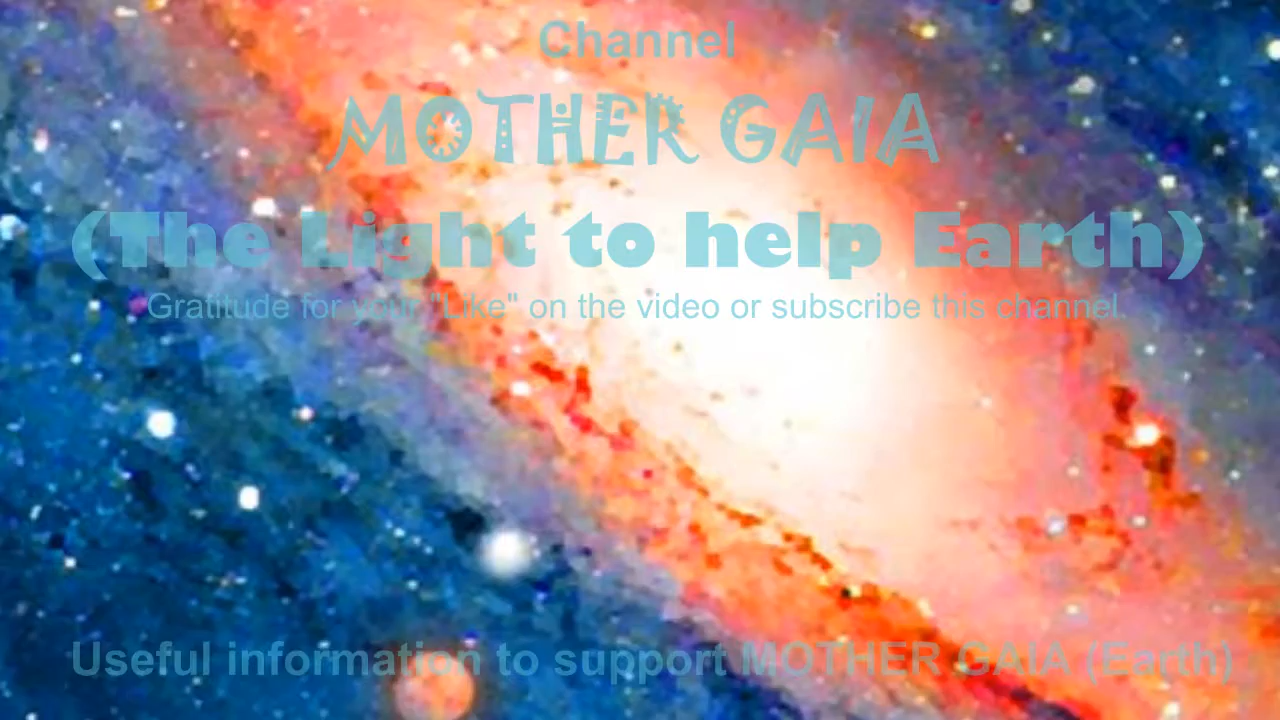 Channel
MOTHER GAIA
(The Light to help Earth)
Gratitude for your "Like" on the video or subscribe this channel.
Useful information to support MOTHER GAIA (Earth)